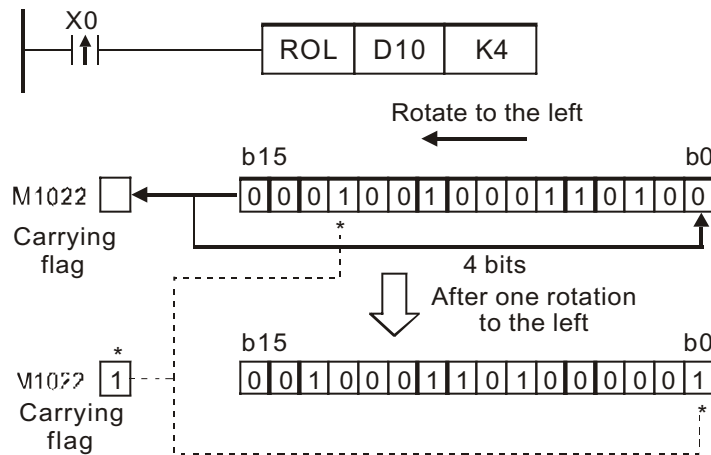 X0
ROL D10 K4
Rotate to the left
b15 b0
M1022 0 0 0 1 0 0 1 0 0 0 1 1 0 1 0 0
*
Carrying
flag
4 bits
After one rotation
to the left
b15 b0
*
M1022 1 0 0 1 0 0 0 1 1 0 1 0 0 0 0 0 1
*
Carrying
flag